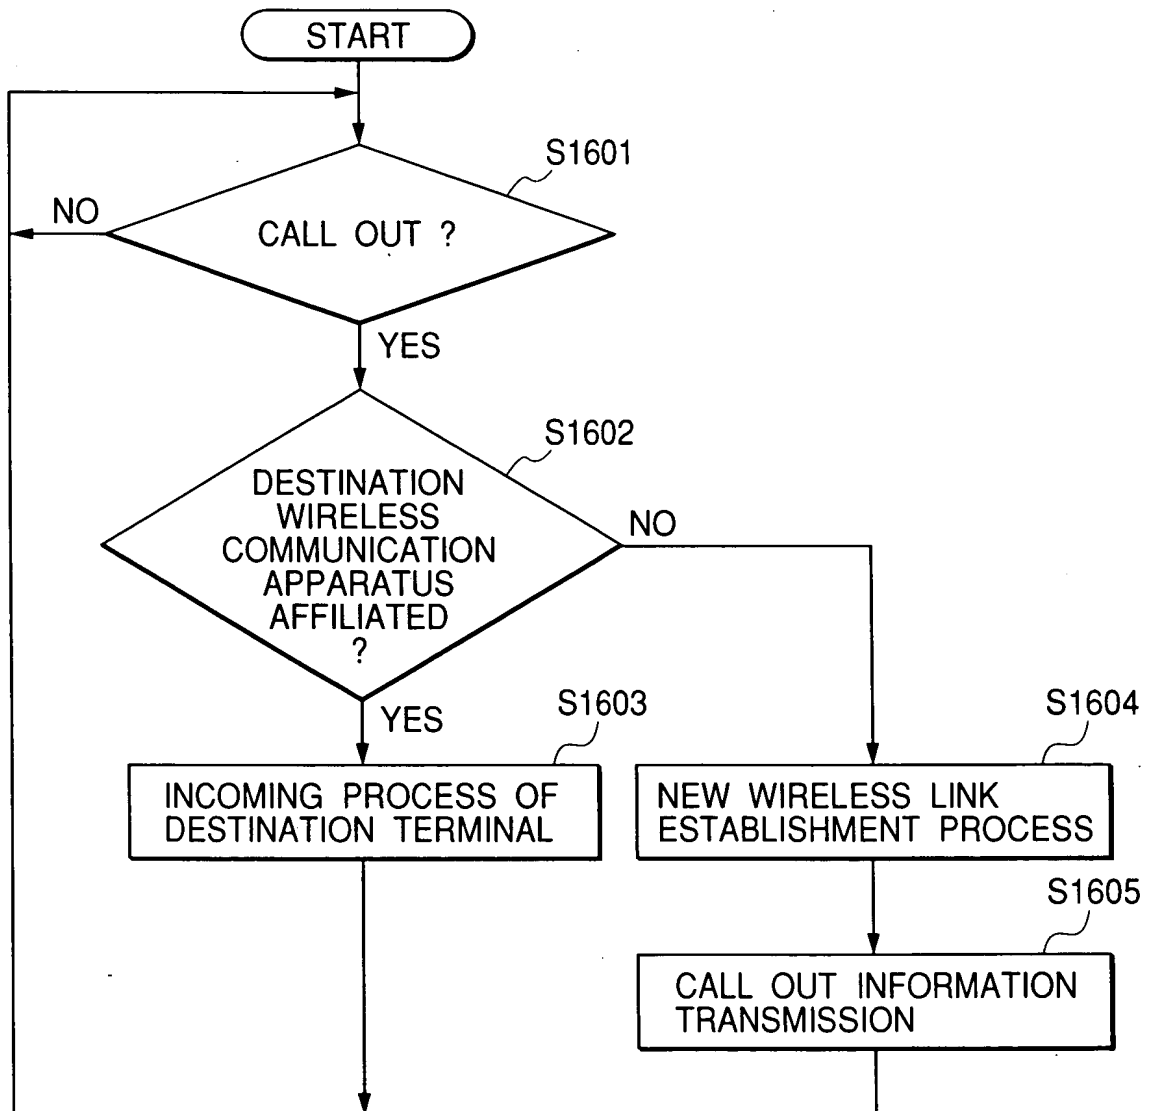 START
S1601
NO
CALL OUT ?
YES
S1602
DESTINATION
WIRELESS
COMMUNICATION
APPARATUS
AFFILIATED
?
NO
YES
S1603
S1604
INCOMING PROCESS OF
DESTINATION TERMINAL
NEW WIRELESS LINK
ESTABLISHMENT PROCESS
S1605
CALL OUT INFORMATION
TRANSMISSION